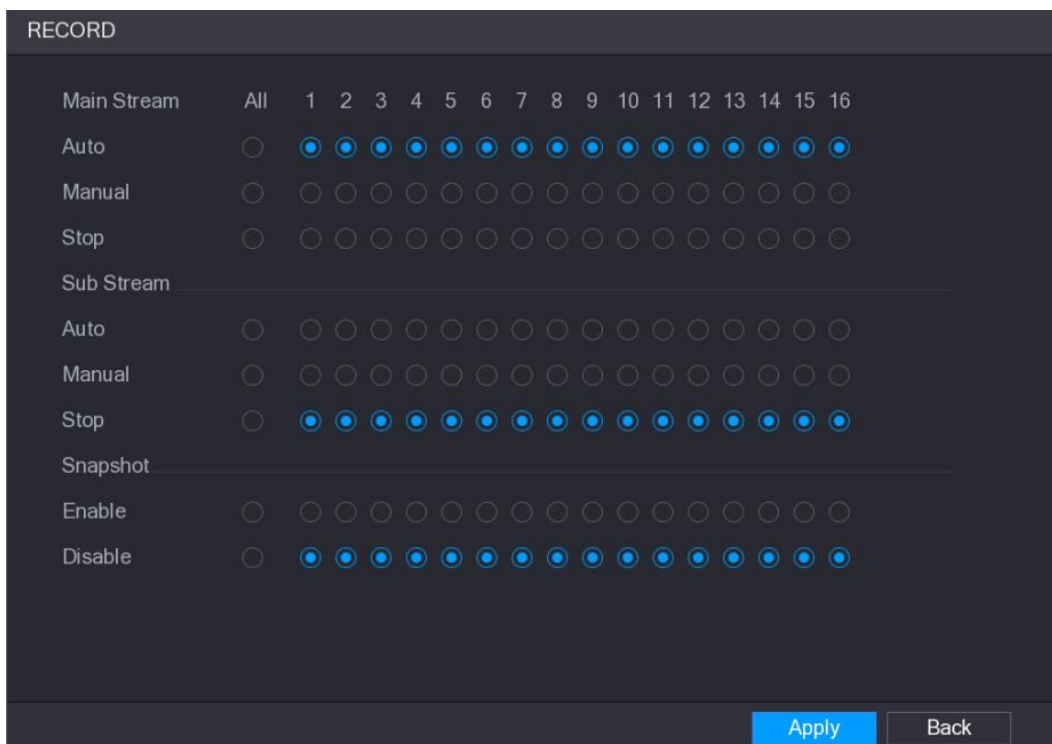 RECORD
Main Stream All 1 2 3 4 5 6 7 8 9 10 11 12 13 14 15 16
Auto
Manual
Stop
Sub Stream
Auto
Manual
Stop
Snapshot
Enable
Disable
Apply Back